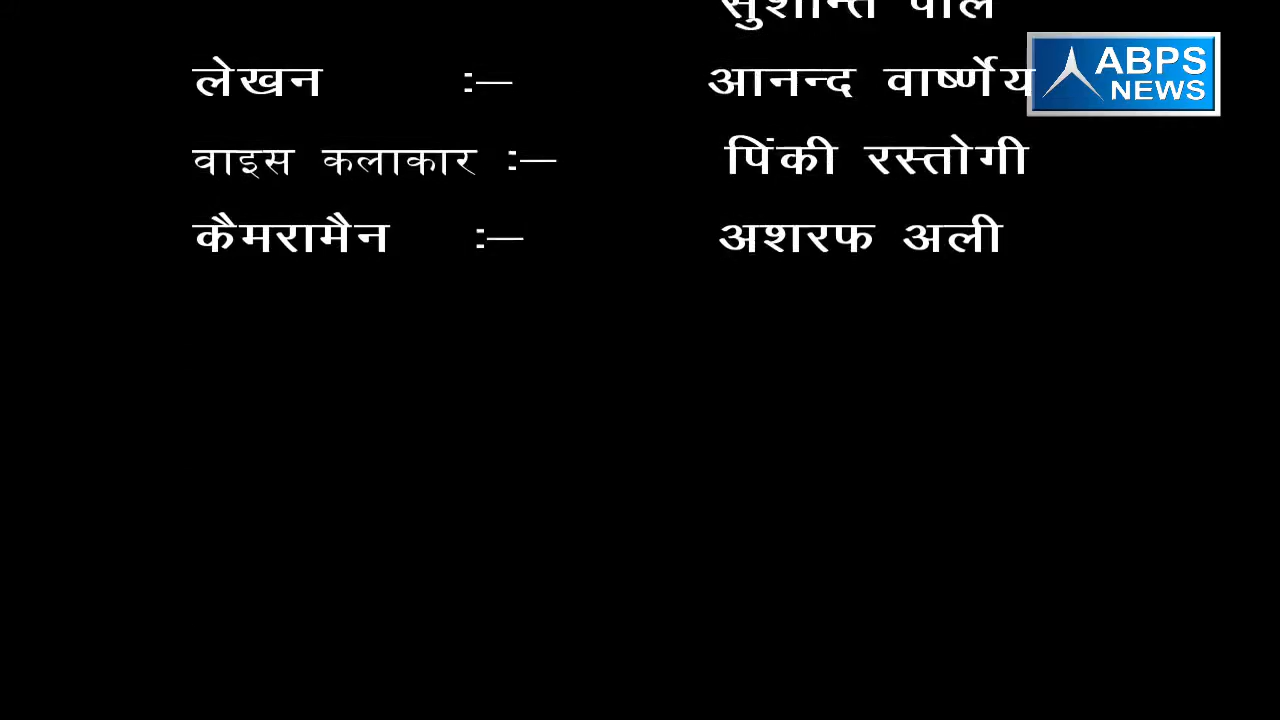 सुशान्त पाल
लेखन :— आनन्द वार्ष्णेय
ABPS
NEWS
वाइस कलाकार :— पिंकी रस्तोगी
कैमरामैन :— अशरफ अली